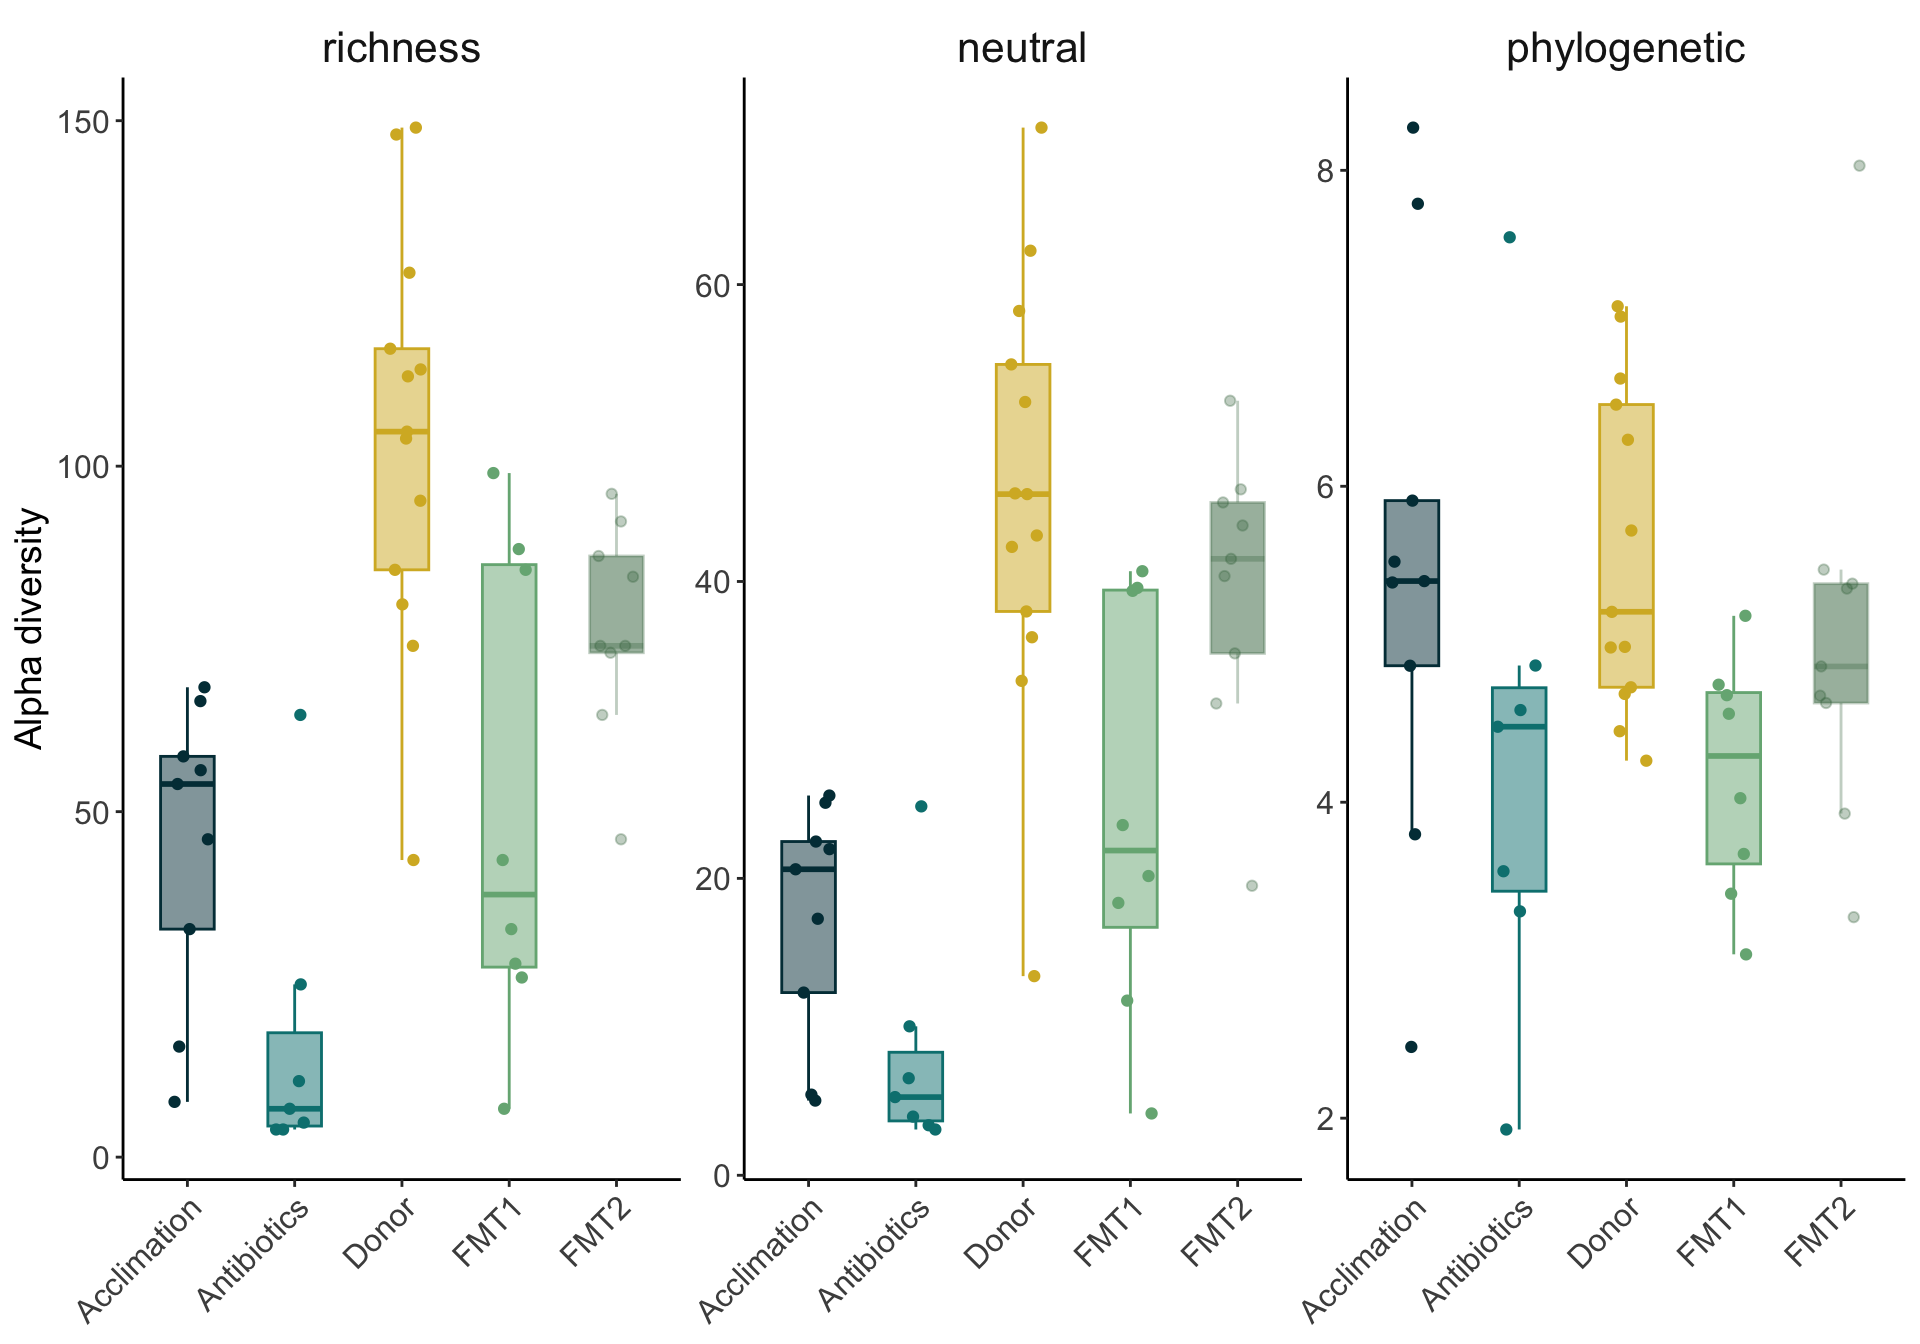 richness
neutral
phylogenetic
Alpha diversity
150
100
50
0
60
40
20
0
8
6
4
2
Acclimation
Antibiotics
Donor
FMT1
FMT2
Acclimation
Antibiotics
Donor
FMT1
FMT2
Acclimation
Antibiotics
Donor
FMT1
FMT2